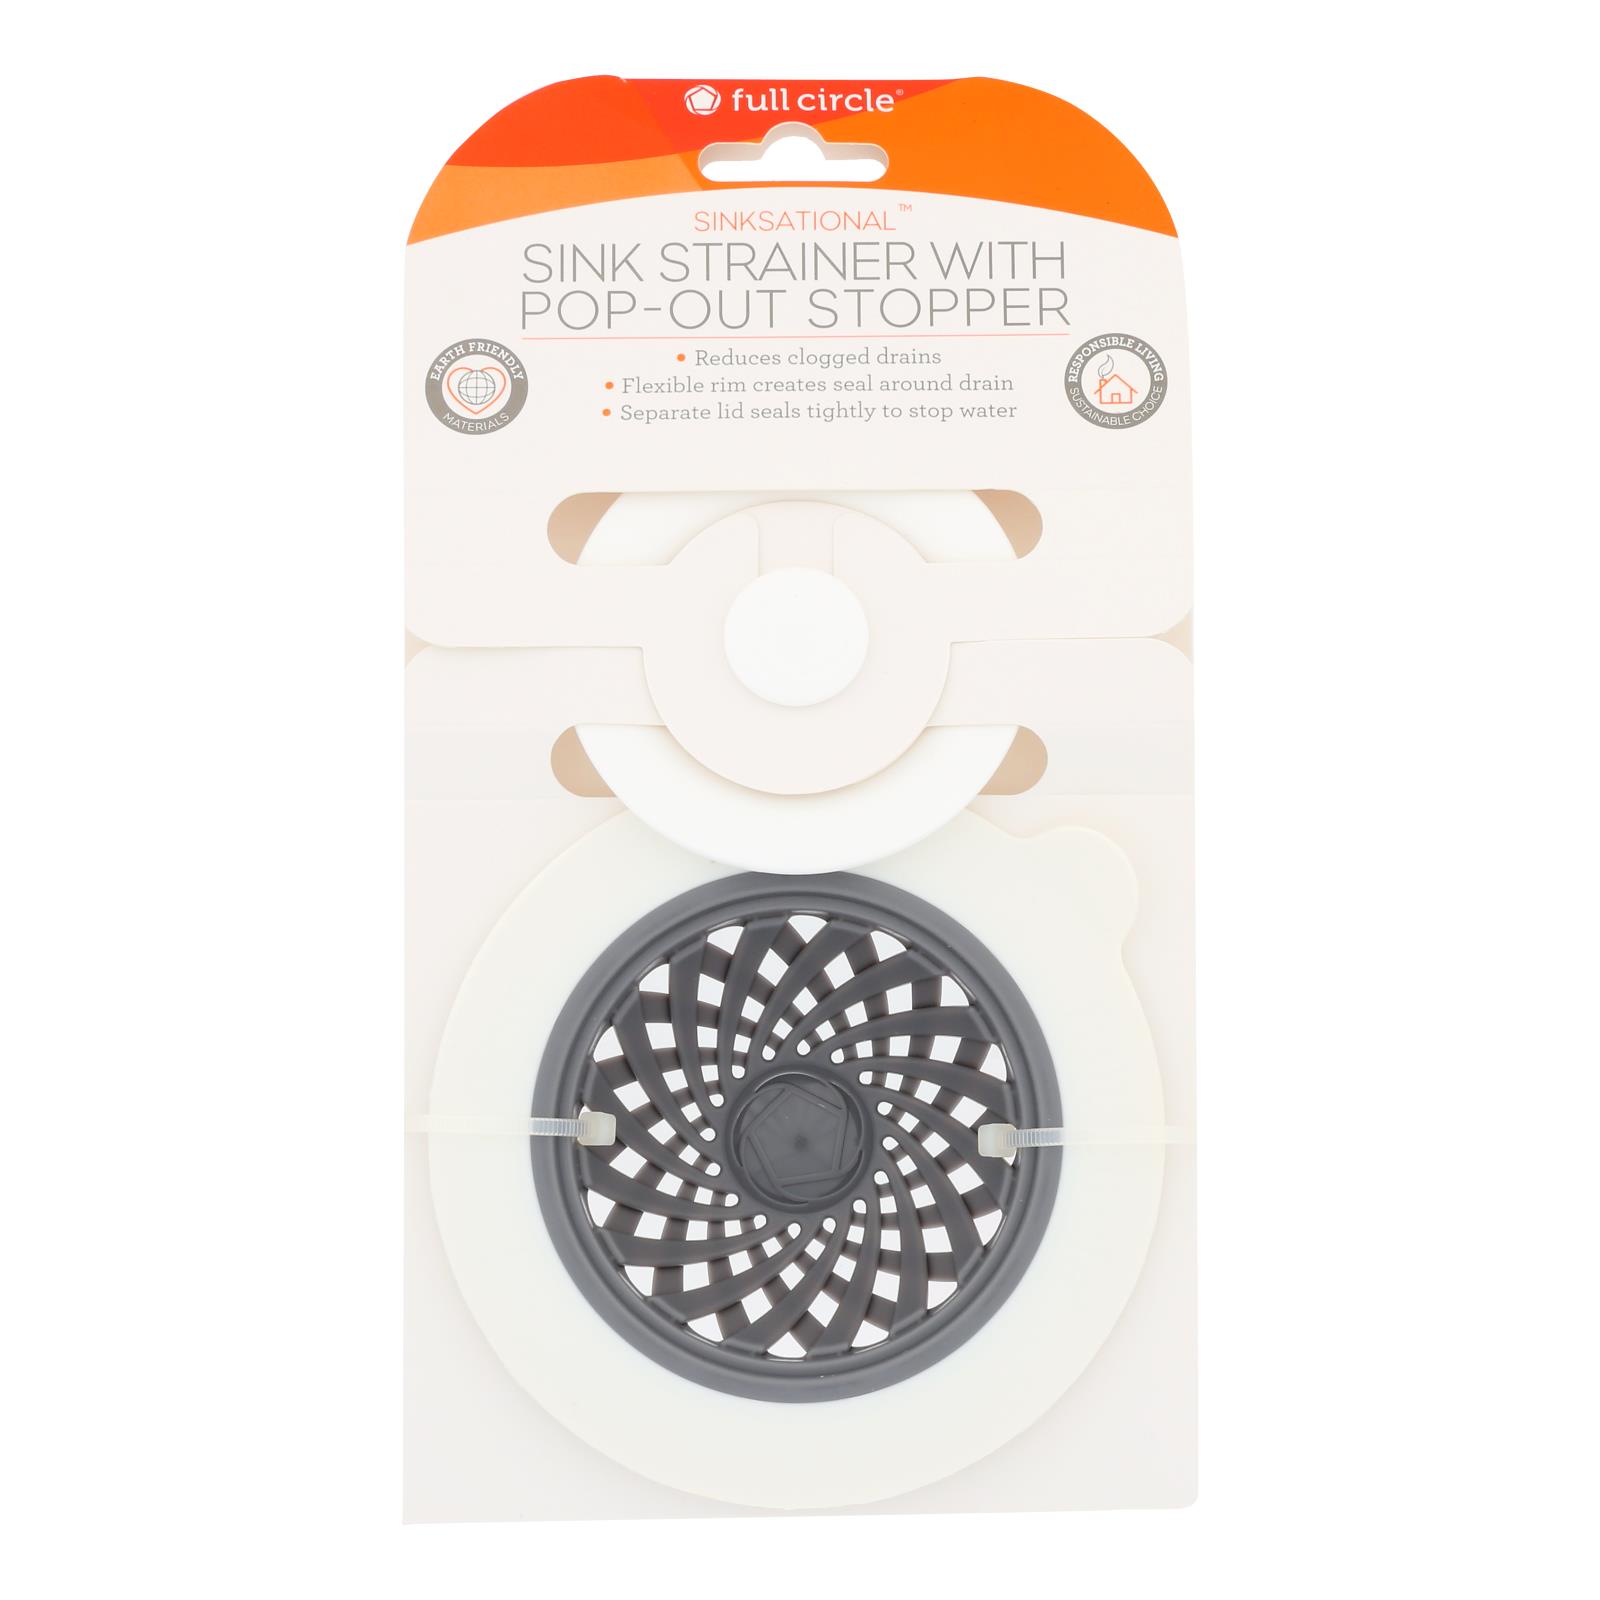 full circle®
SINKSATIONAL™
SINK STRAINER WITH
POP-OUT STOPPER
• Reduces clogged drains
• Flexible rim creates seal around drain
• Separate lid seals tightly to stop water
EARTH FRIENDLY
MATERIALS
RESPONSIBLE LIVING
SUSTAINABLE CHOICE